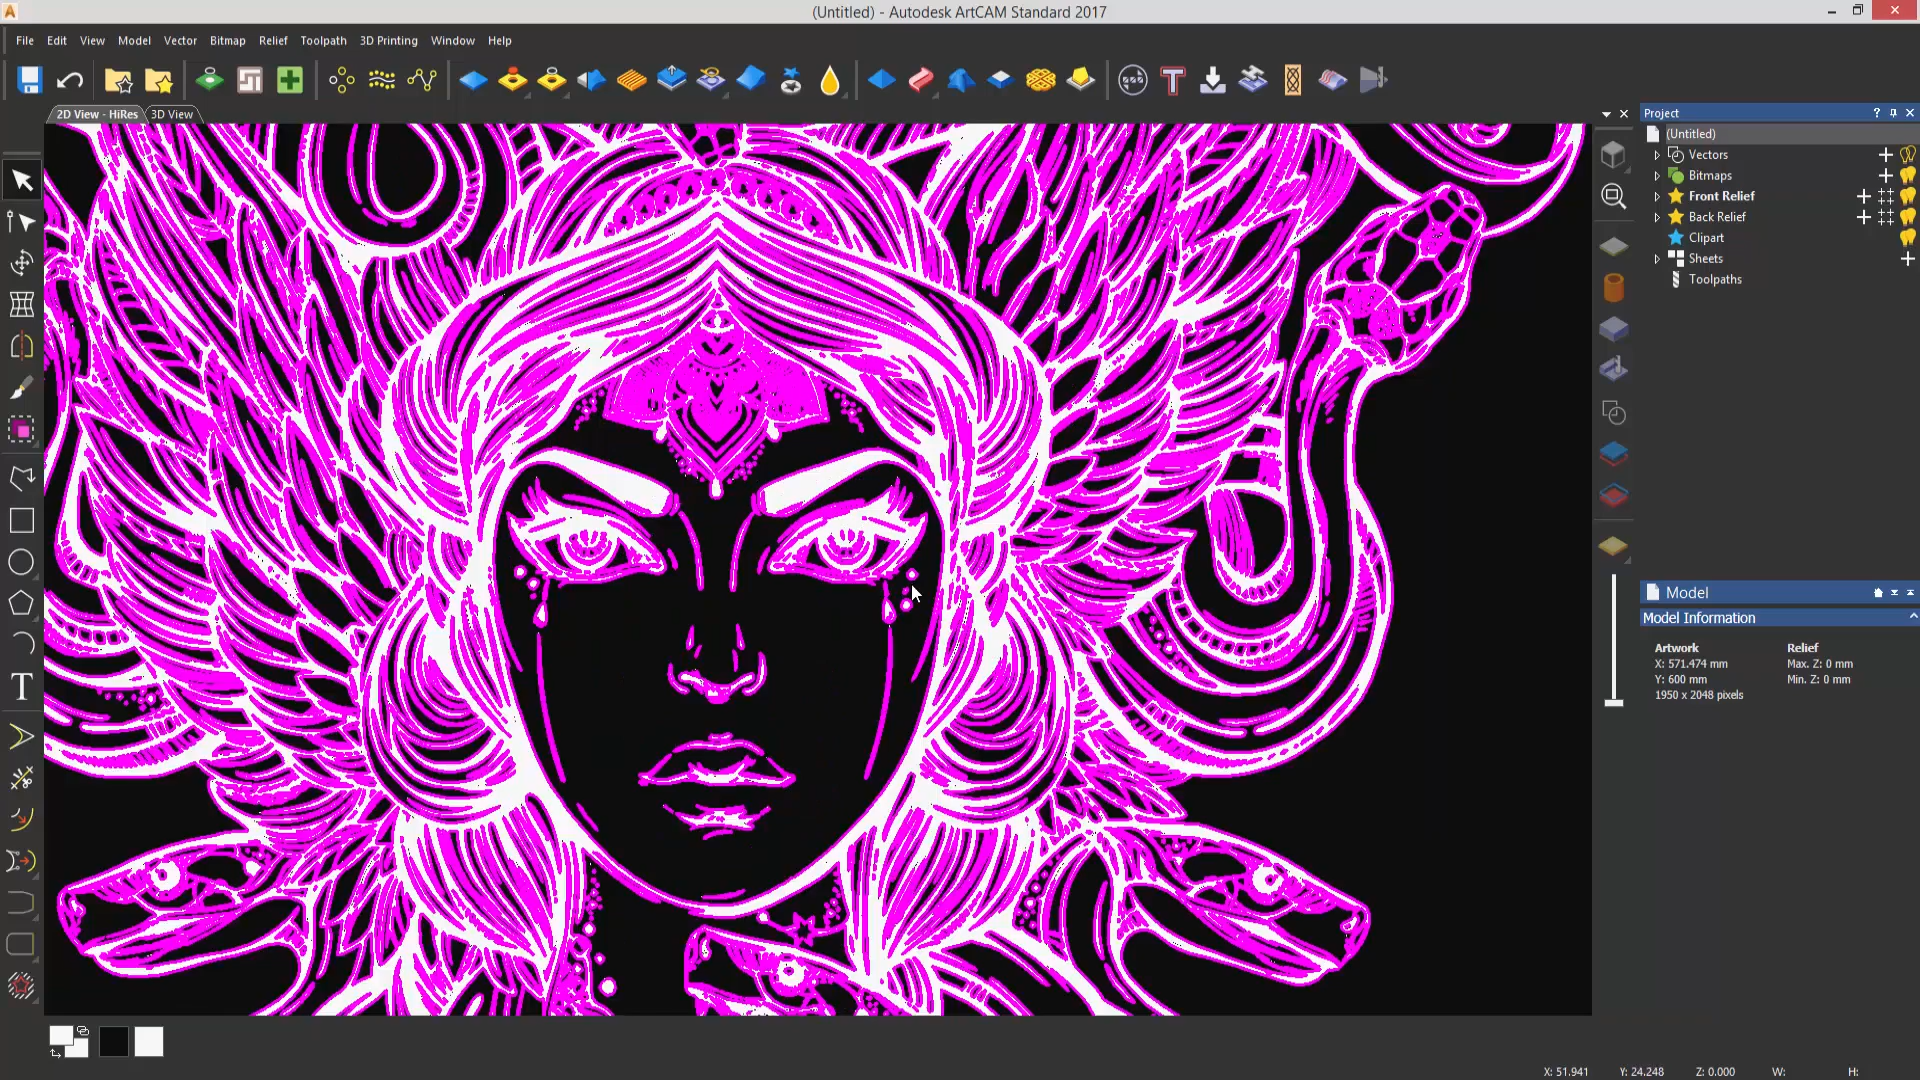 (Untitled) - Autodesk ArtCAM Standard 2017
File Edit View Model Vector Bitmap Relief Toolpath 3D Printing Window Help
2D View - HiRes 3D View
Project
(Untitled)
Vectors
Bitmaps
Front Relief
Back Relief
Clipart
Sheets
Toolpaths
Model
Model Information
Artwork Relief
X: 571.474 mm Max. Z: 0 mm
Y: 600 mm Min. Z: 0 mm
1950 x 2048 pixels
X: 51.941 Y: 24.248 Z: 0.000 W: H: